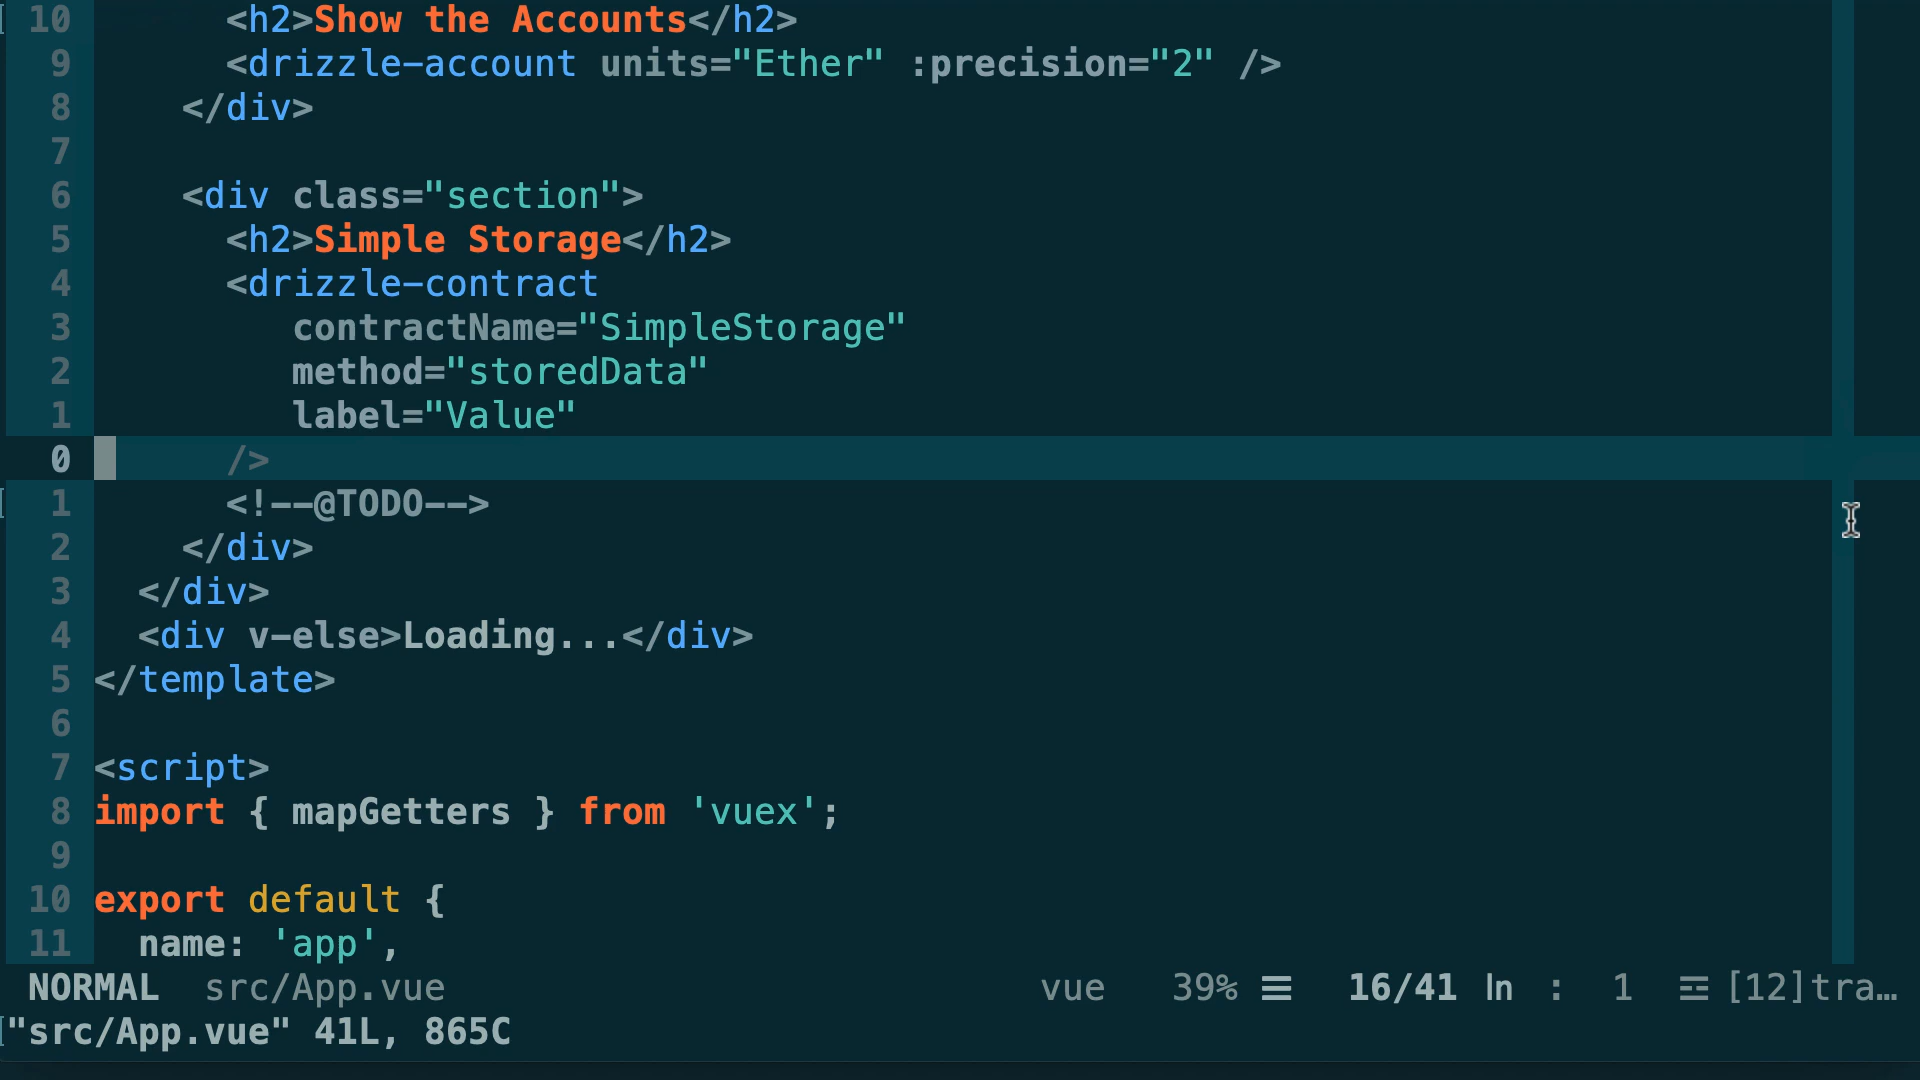 10 <h2>Show the Accounts</h2>
9 <drizzle-account units="Ether" :precision="2" />
8 </div>
7
6 <div class="section">
5 <h2>Simple Storage</h2>
4 <drizzle-contract
3 contractName="SimpleStorage"
2 method="storedData"
1 label="Value"
0 />
1 <!--@TODO-->
2 </div>
3 </div>
4 <div v-else>Loading...</div>
5 </template>
6
7 <script>
8 import { mapGetters } from 'vuex';
9
10 export default {
11 name: 'app',
NORMAL src/App.vue vue 39% ☰ 16/41 ln : 1 ☲ [12]tra…
"src/App.vue" 41L, 865C